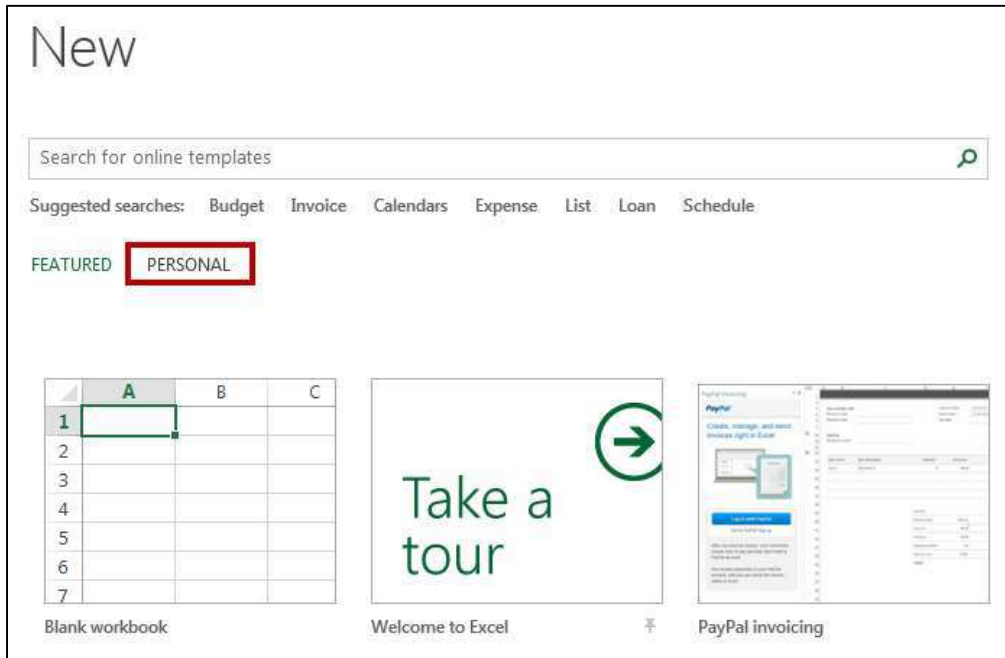 New
Search for online templates
Suggested searches: Budget Invoice Calendars Expense List Loan Schedule
FEATURED PERSONAL
A B C
1
2
3
4
5
6
7
Take a
tour
PayPal Invoicing
PayPal
Create, manage, and send
invoices right in Excel
Blank workbook
Welcome to Excel
PayPal invoicing